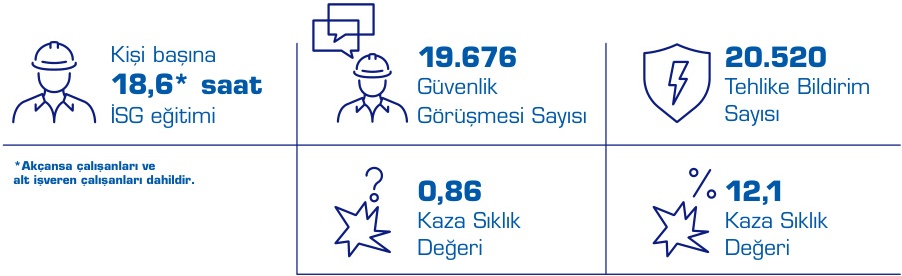 Kişi başına
18,6* saat
İSG eğitimi
19.676
Güvenlik
Görüşmesi Sayısı
20.520
Tehlike Bildirim
Sayısı
*Akçansa çalışanları ve
alt işveren çalışanları dahildir.
?
0,86
Kaza Sıklık
Değeri
%
12,1
Kaza Sıklık
Değeri